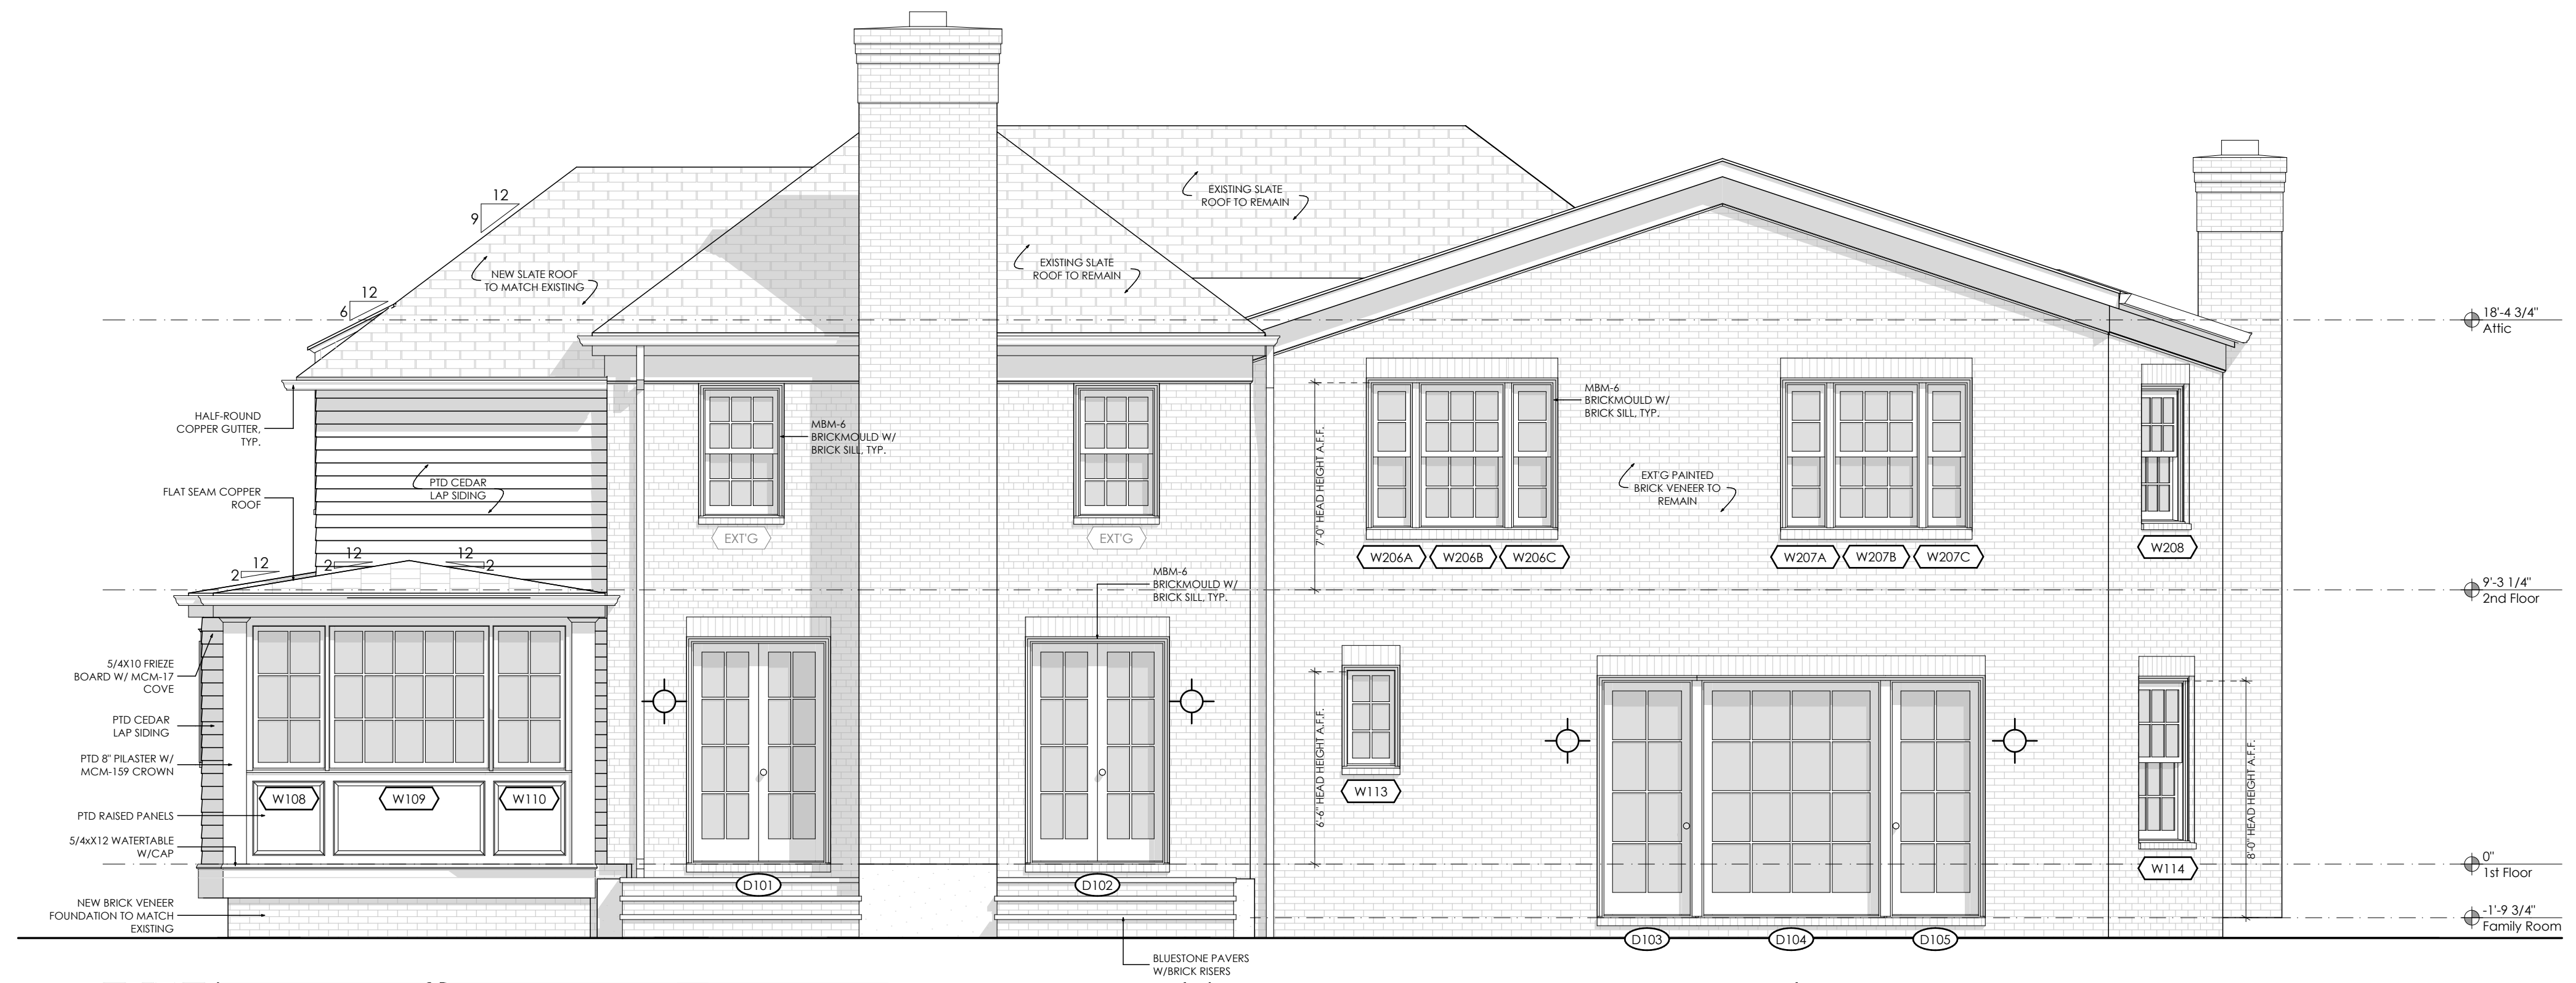 12
9
EXISTING SLATE
ROOF TO REMAIN
NEW SLATE ROOF
TO MATCH EXISTING
EXISTING SLATE
ROOF TO REMAIN
12
6
18'-4 3/4"
Attic
HALF-ROUND
COPPER GUTTER,
TYP.
MBM-6
BRICKMOULD W/
BRICK SILL, TYP.
MBM-6
BRICKMOULD W/
BRICK SILL, TYP.
7'-0" HEAD HEIGHT A.F.F.
PTD CEDAR
LAP SIDING
EXT'G PAINTED
BRICK VENEER TO
REMAIN
FLAT SEAM COPPER
ROOF
EXT'G
EXT'G
W206A
W206B
W206C
W207A
W207B
W207C
W208
12
2
12
2
12
2
MBM-6
BRICKMOULD W/
BRICK SILL, TYP.
9'-3 1/4"
2nd Floor
5/4X10 FRIEZE
BOARD W/ MCM-17
COVE
PTD CEDAR
LAP SIDING
PTD 8" PILASTER W/
MCM-159 CROWN
6'-6" HEAD HEIGHT A.F.F.
8'-0" HEAD HEIGHT A.F.F.
W108
W109
W110
W113
PTD RAISED PANELS
5/4xX12 WATERTABLE
W/CAP
0"
1st Floor
W114
D101
D102
NEW BRICK VENEER
FOUNDATION TO MATCH
EXISTING
-1'-9 3/4"
Family Room
D103
D104
D105
BLUESTONE PAVERS
W/BRICK RISERS